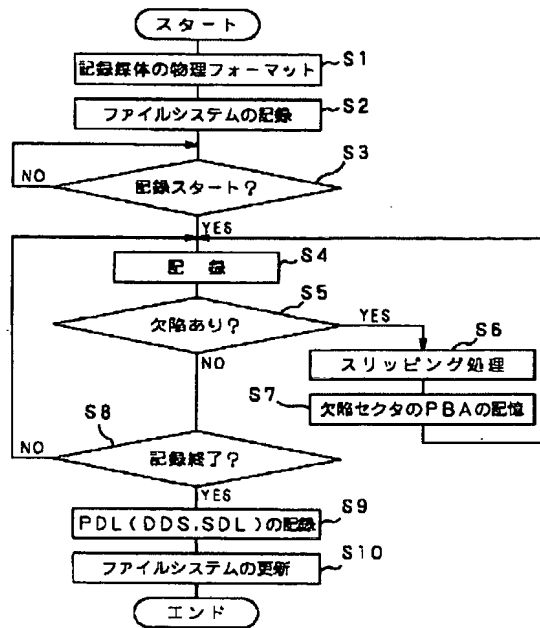 スタート
記録媒体の物理フォーマット
S1
ファイルシステムの記録
S2
S3
記録スタート?
NO
YES
記 録
S4
S5
欠陥あり?
YES
NO
S6
スリッピング処理
S7
欠陥セクタのPBAの記憶
S8
記録終了?
NO
YES
PDL(DDS,SDL)の記録
S9
ファイルシステムの更新
S10
エンド